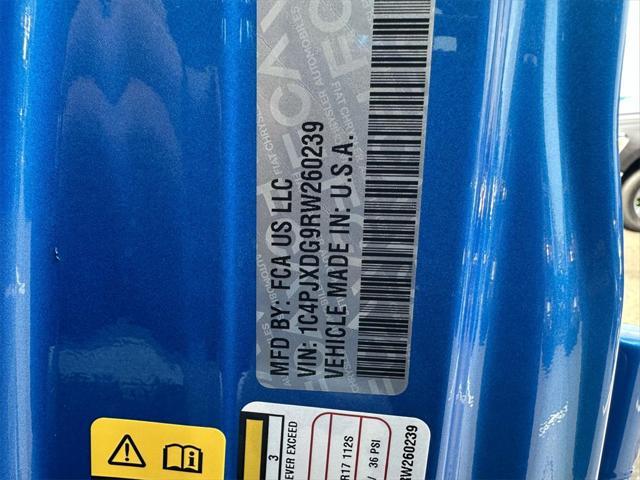 MFD BY: FCA US LLC
VIN: 1C4PJXDG9RW260239
VEHICLE MADE IN: U.S.A.
3
EVER EXCEED
R17 112S
/ 36 PSI
RW260239